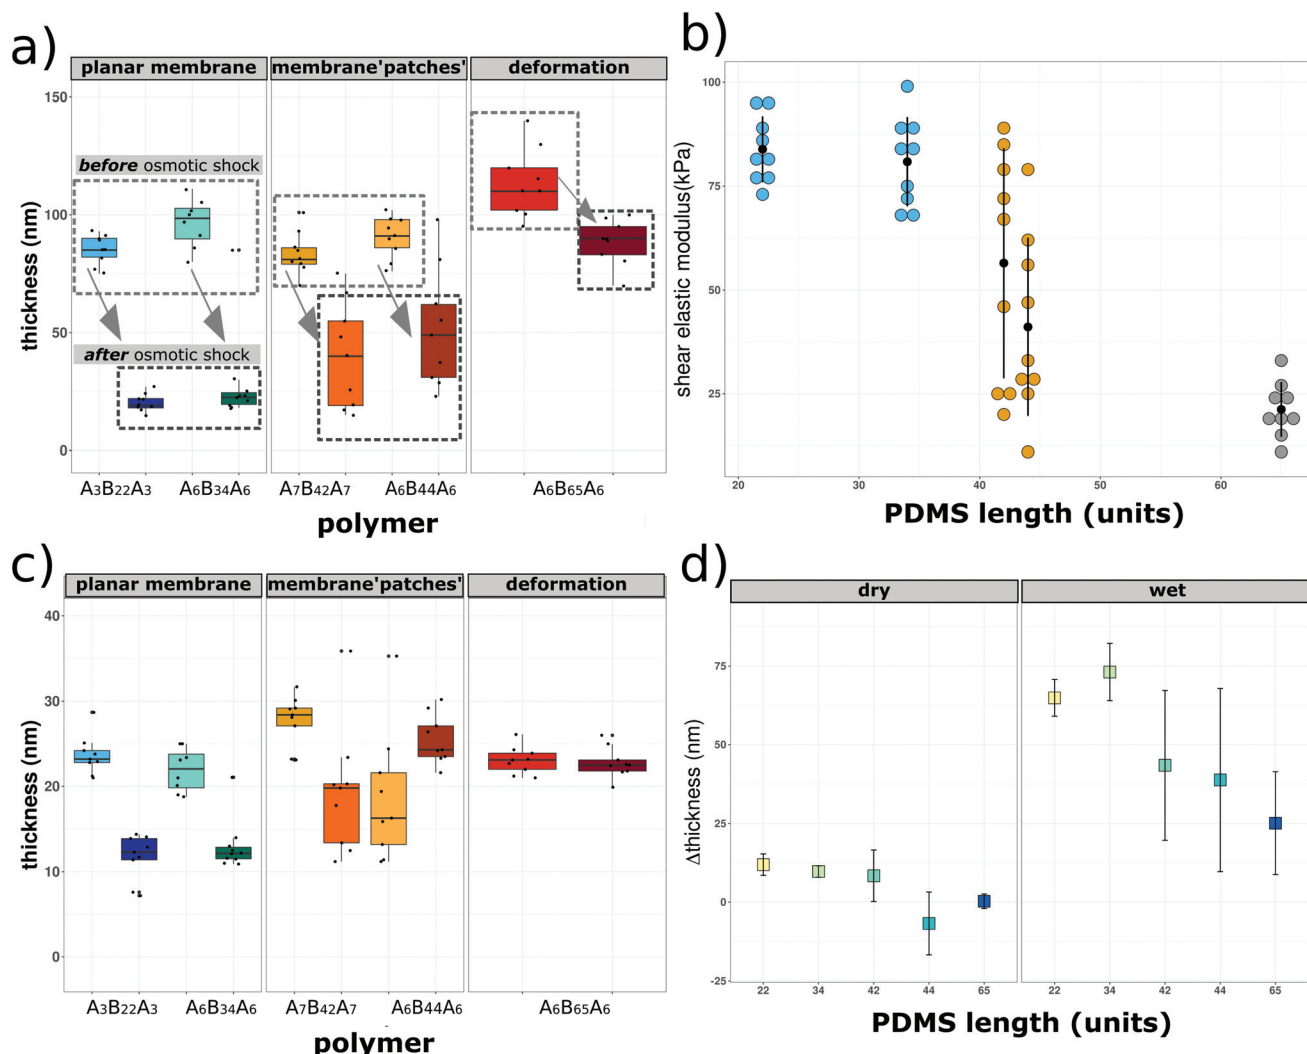 a)
planar membrane
membrane'patches'
deformation
thickness (nm)
150
100
50
0
before osmotic shock
after osmotic shock
A3B22A3
A6B34A6
A7B42A7
A6B44A6
A6B65A6
polymer
b)
shear elastic modulus(kPa)
100
75
50
25
20
30
40
50
60
PDMS length (units)
c)
planar membrane
membrane'patches'
deformation
thickness (nm)
40
30
20
10
0
A3B22A3
A6B34A6
A7B42A7
A6B44A6
A6B65A6
polymer
d)
dry
wet
Δthickness (nm)
75
50
25
0
-25
22
34
42
44
65
22
34
42
44
65
PDMS length (units)